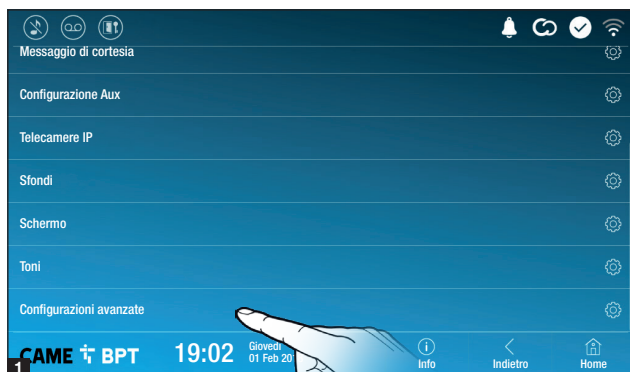 Messaggio di cortesia
Configurazione Aux
Telecamere IP
Sfondi
Schermo
Toni
Configurazioni avanzate
1
CAME BPT
19:02
Giovedì
01 Feb
Info
Indietro
Home